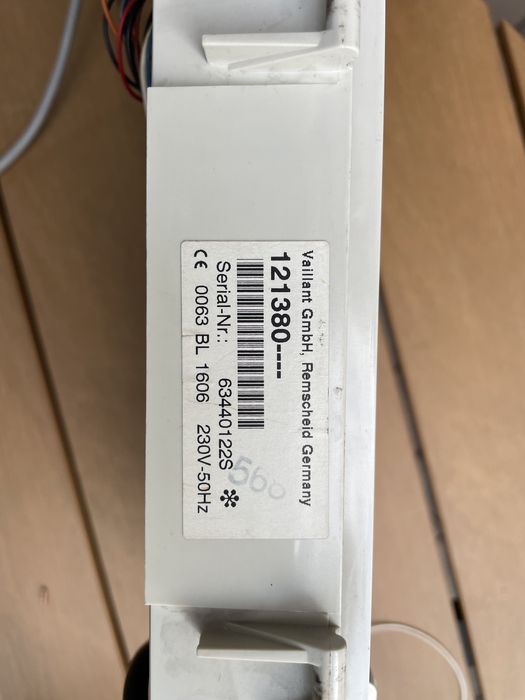 Vaillant GmbH, Remscheid Germany
121380----
Serial-Nr.: 63440122S
CE 0063 BL 1606 230V-50Hz
560